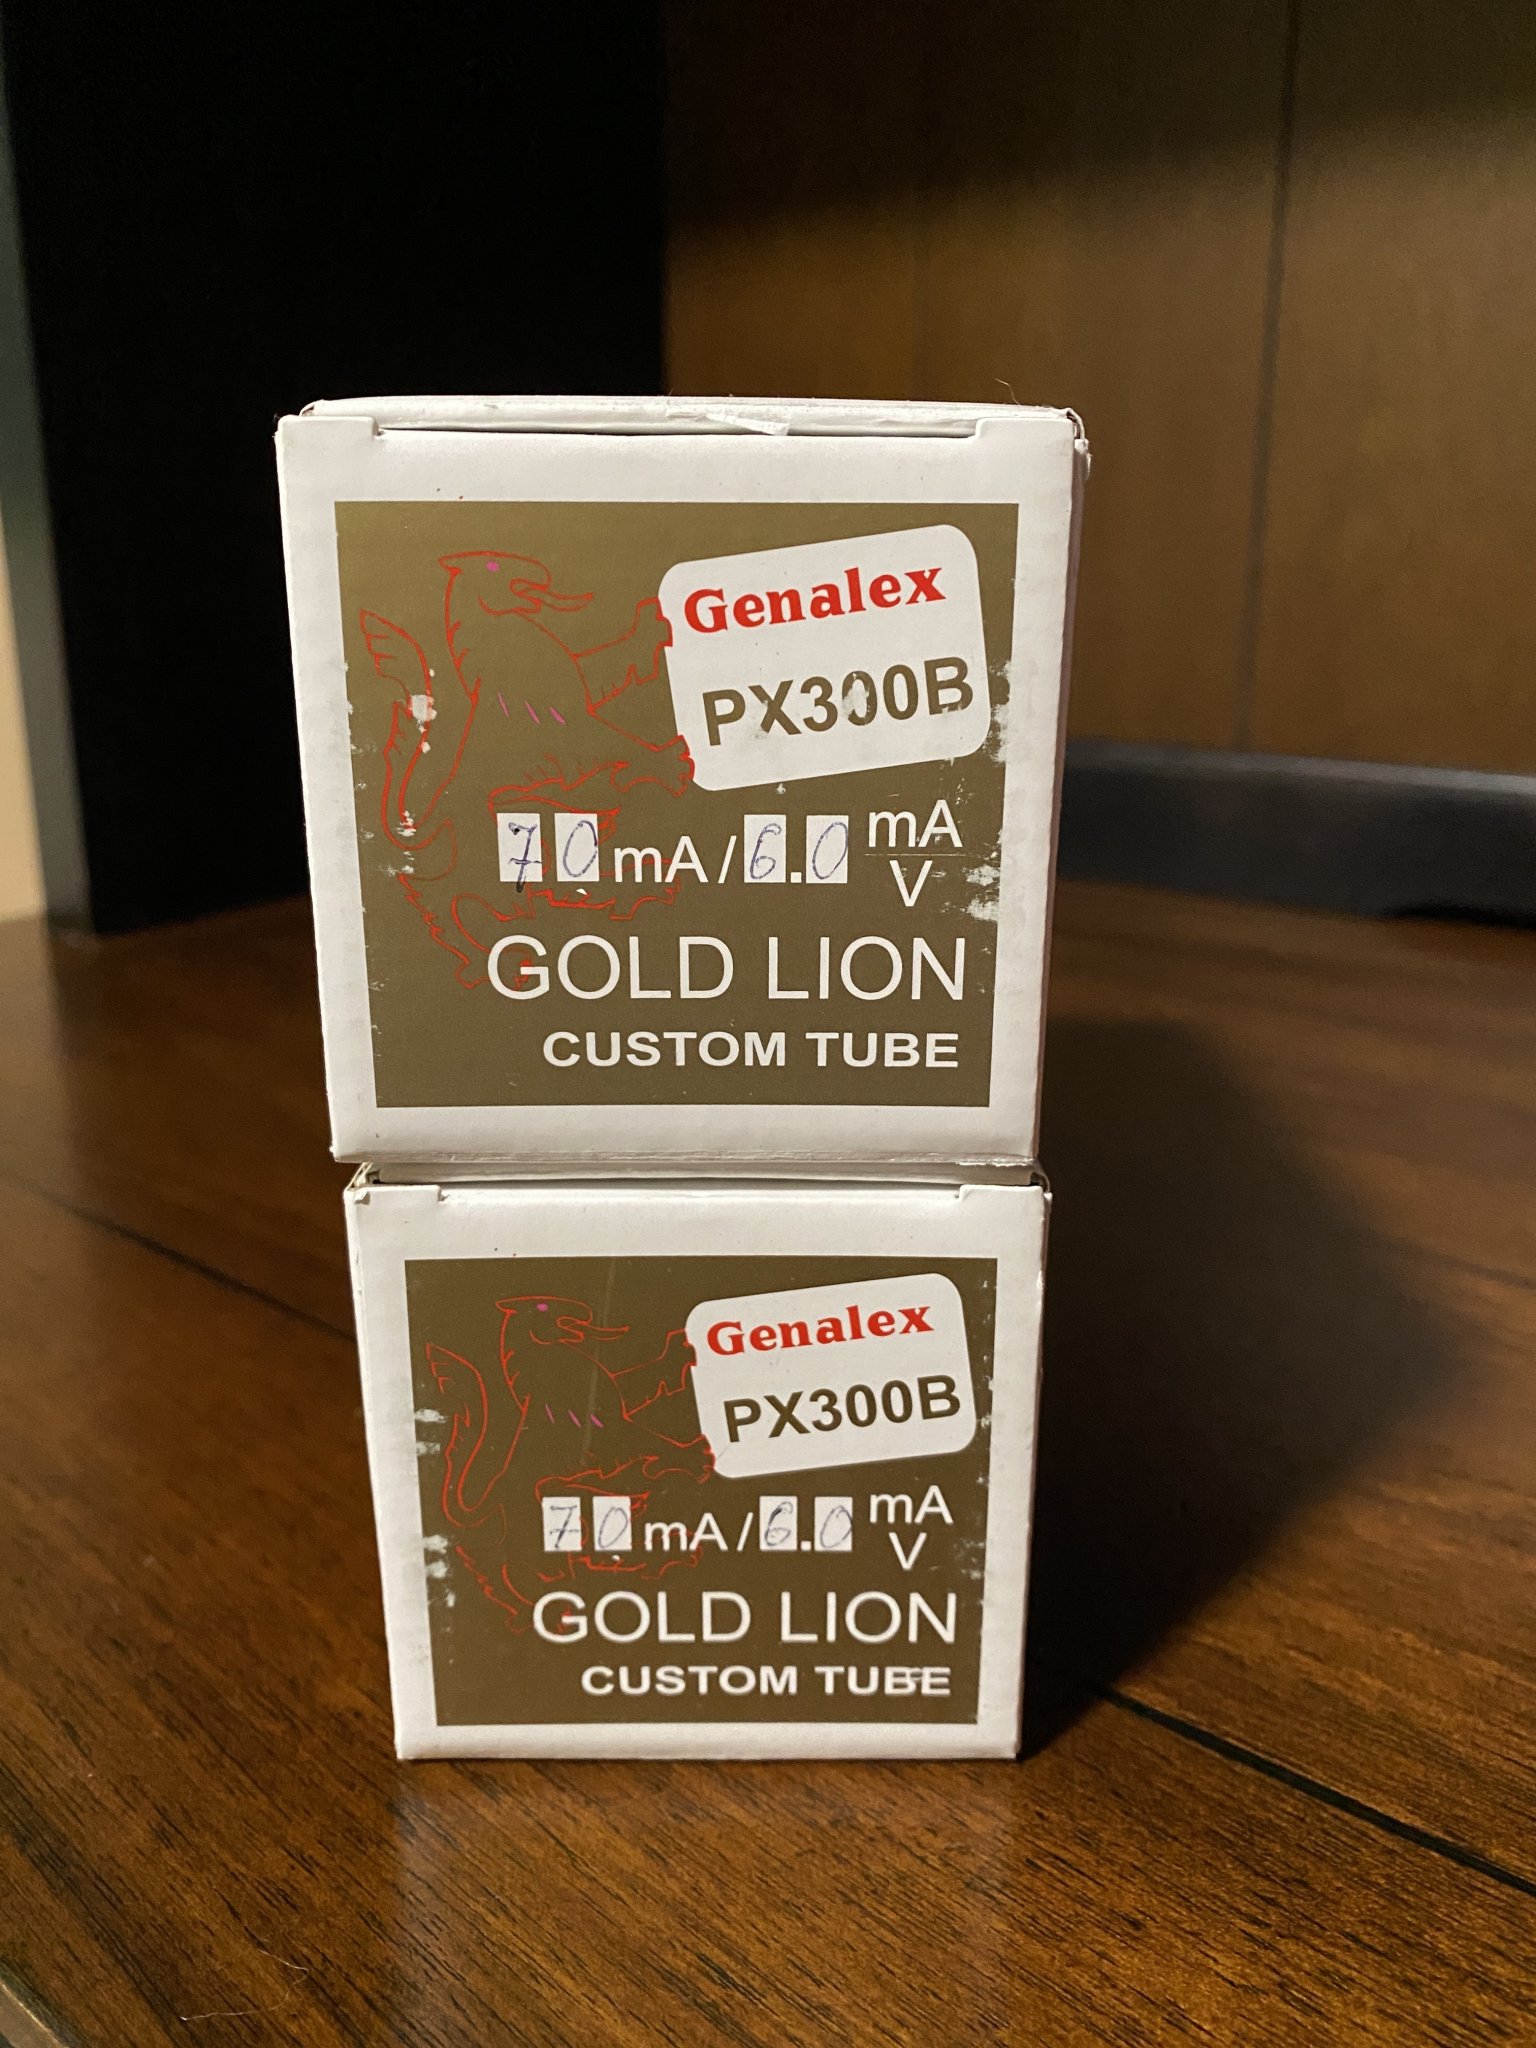 Genalex
PX300B
70 mA / 6.0 mA
V
GOLD LION
CUSTOM TUBE
Genalex
PX300B
70 mA / 6.0 mA
V
GOLD LION
CUSTOM TUBE